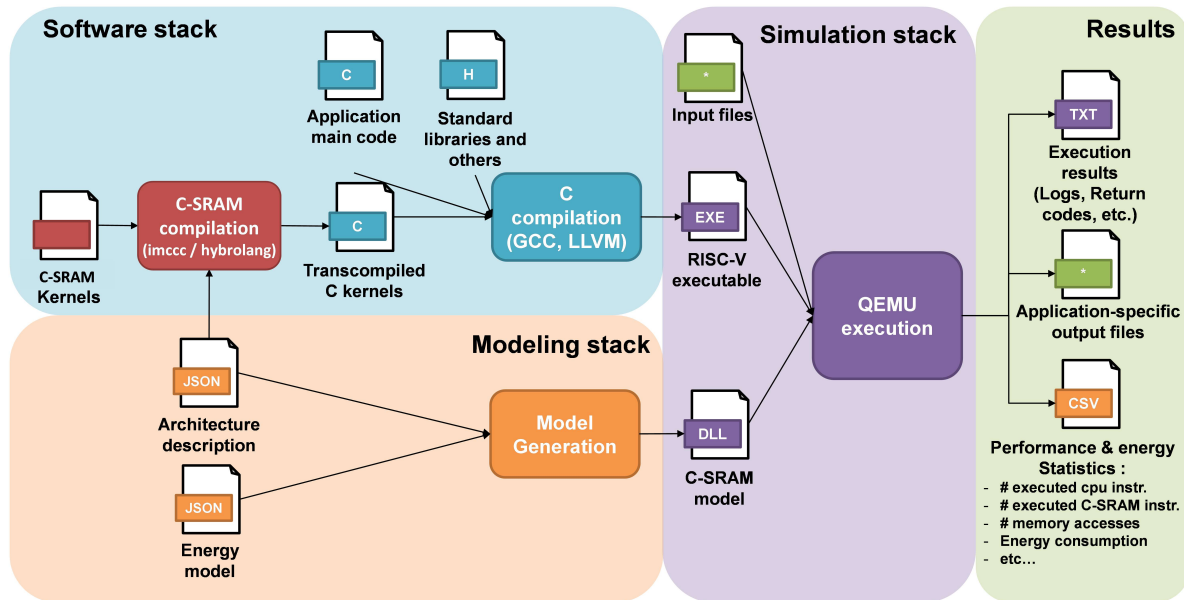 Software stack
C
Application
main code
H
Standard
libraries and
others
C-SRAM
Kernels
C-SRAM
compilation
(imccc / hybrolang)
C
Transcompiled
C kernels
C
compilation
(GCC, LLVM)
Modeling stack
JSON
Architecture
description
JSON
Energy
model
Model
Generation
Simulation stack
*
Input files
EXE
RISC-V
executable
DLL
C-SRAM
model
QEMU
execution
Results
TXT
Execution
results
(Logs, Return
codes, etc.)
*
Application-specific
output files
CSV
Performance & energy
Statistics :
- # executed cpu instr.
- # executed C-SRAM instr.
- # memory accesses
- Energy consumption
- etc...